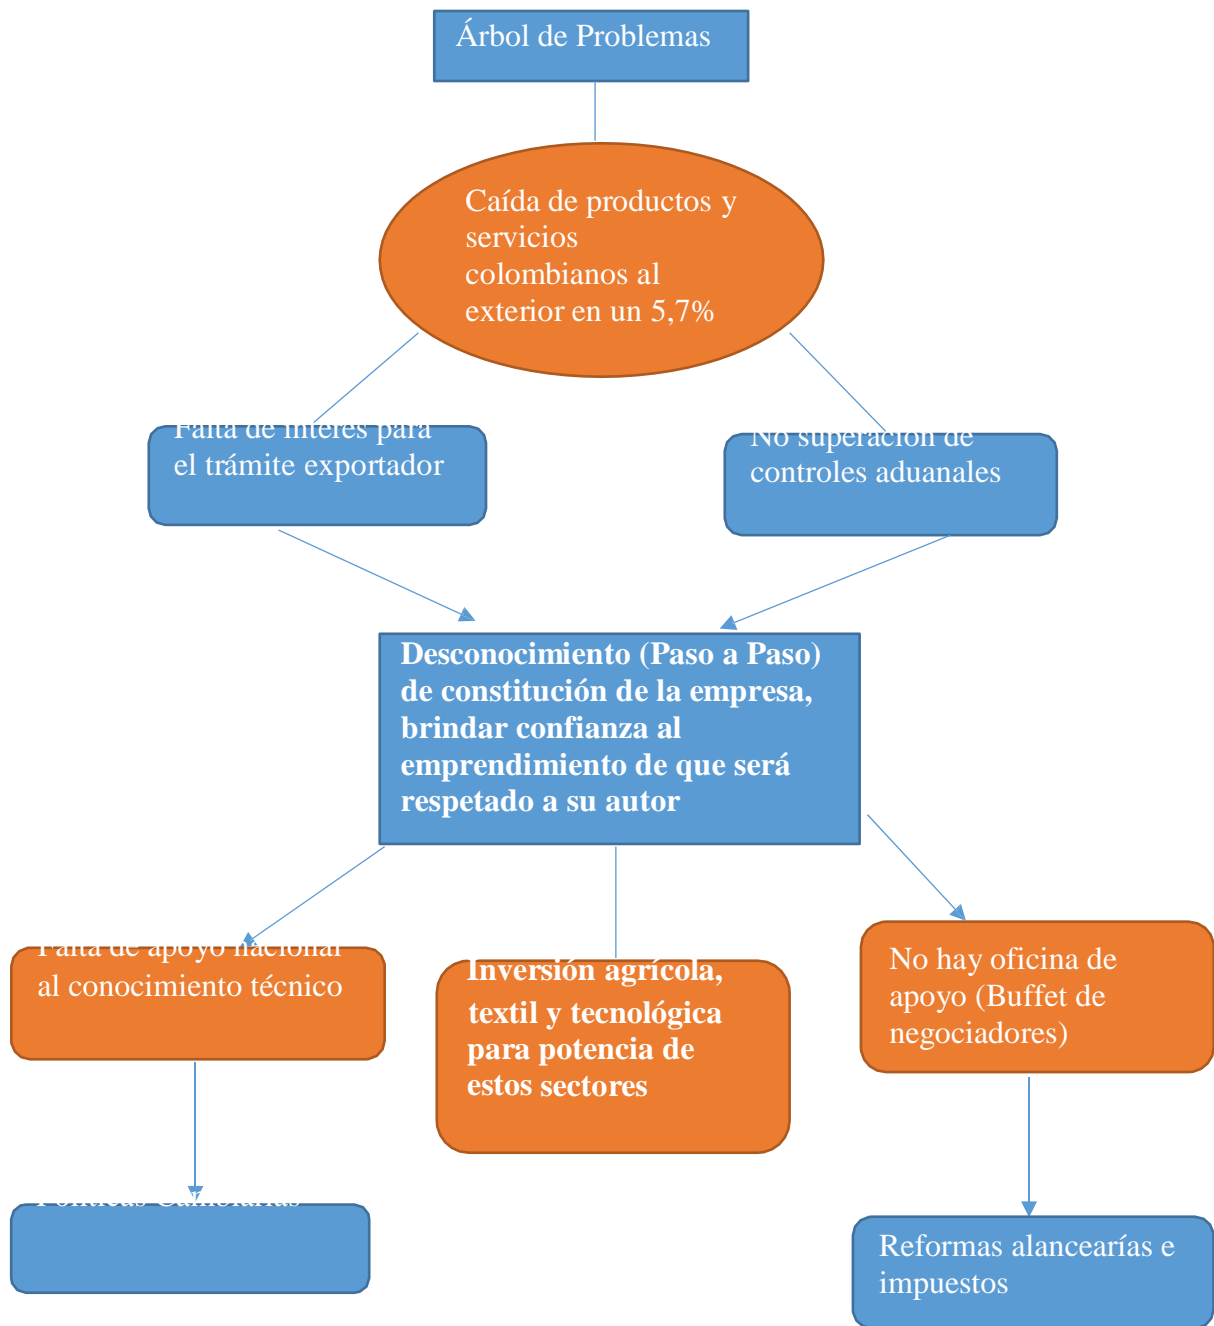 Árbol de Problemas
Caída de productos y
servicios
colombianos al
exterior en un 5,7%
Falta de interés para
el trámite exportador
No superación de
controles aduanales
Desconocimiento (Paso a Paso)
de constitución de la empresa,
brindar confianza al
emprendimiento de que será
respetado a su autor
Falta de apoyo nacional
al conocimiento técnico
Inversión agrícola,
textil y tecnológica
para potencia de
estos sectores
No hay oficina de
apoyo (Buffet de
negociadores)
Políticas Cambiarias
Reformas alancearías e
impuestos